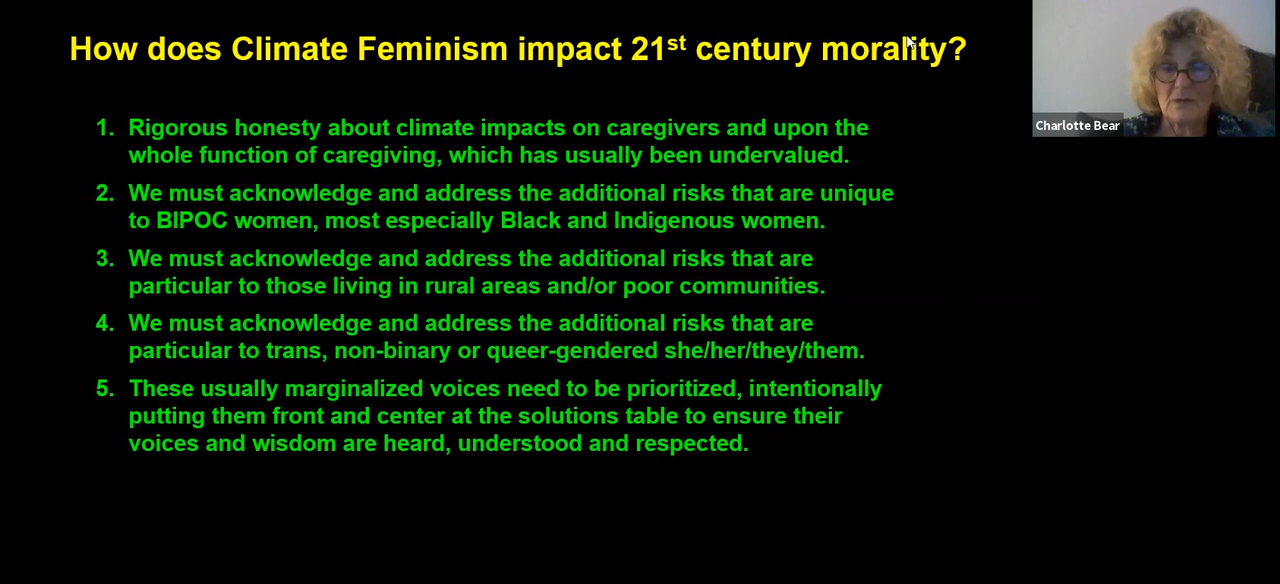 How does Climate Feminism impact 21st century morality?
1. Rigorous honesty about climate impacts on caregivers and upon the
whole function of caregiving, which has usually been undervalued.
2. We must acknowledge and address the additional risks that are unique
to BIPOC women, most especially Black and Indigenous women.
3. We must acknowledge and address the additional risks that are
particular to those living in rural areas and/or poor communities.
4. We must acknowledge and address the additional risks that are
particular to trans, non-binary or queer-gendered she/her/they/them.
5. These usually marginalized voices need to be prioritized, intentionally
putting them front and center at the solutions table to ensure their
voices and wisdom are heard, understood and respected.
Charlotte Bear